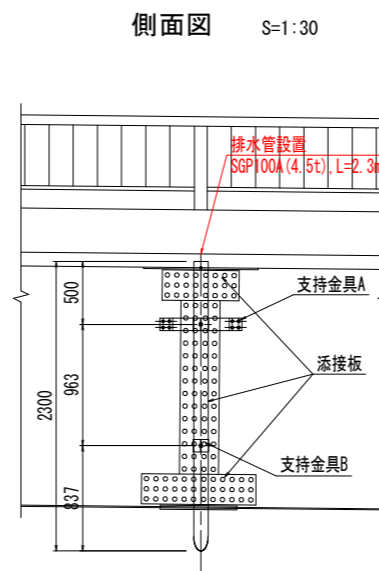 側面図 S=1:30
排水管設置
SGP100A(4.5t),L=2.3m
支持金具A
添接板
支持金具B
500
963
2300
837